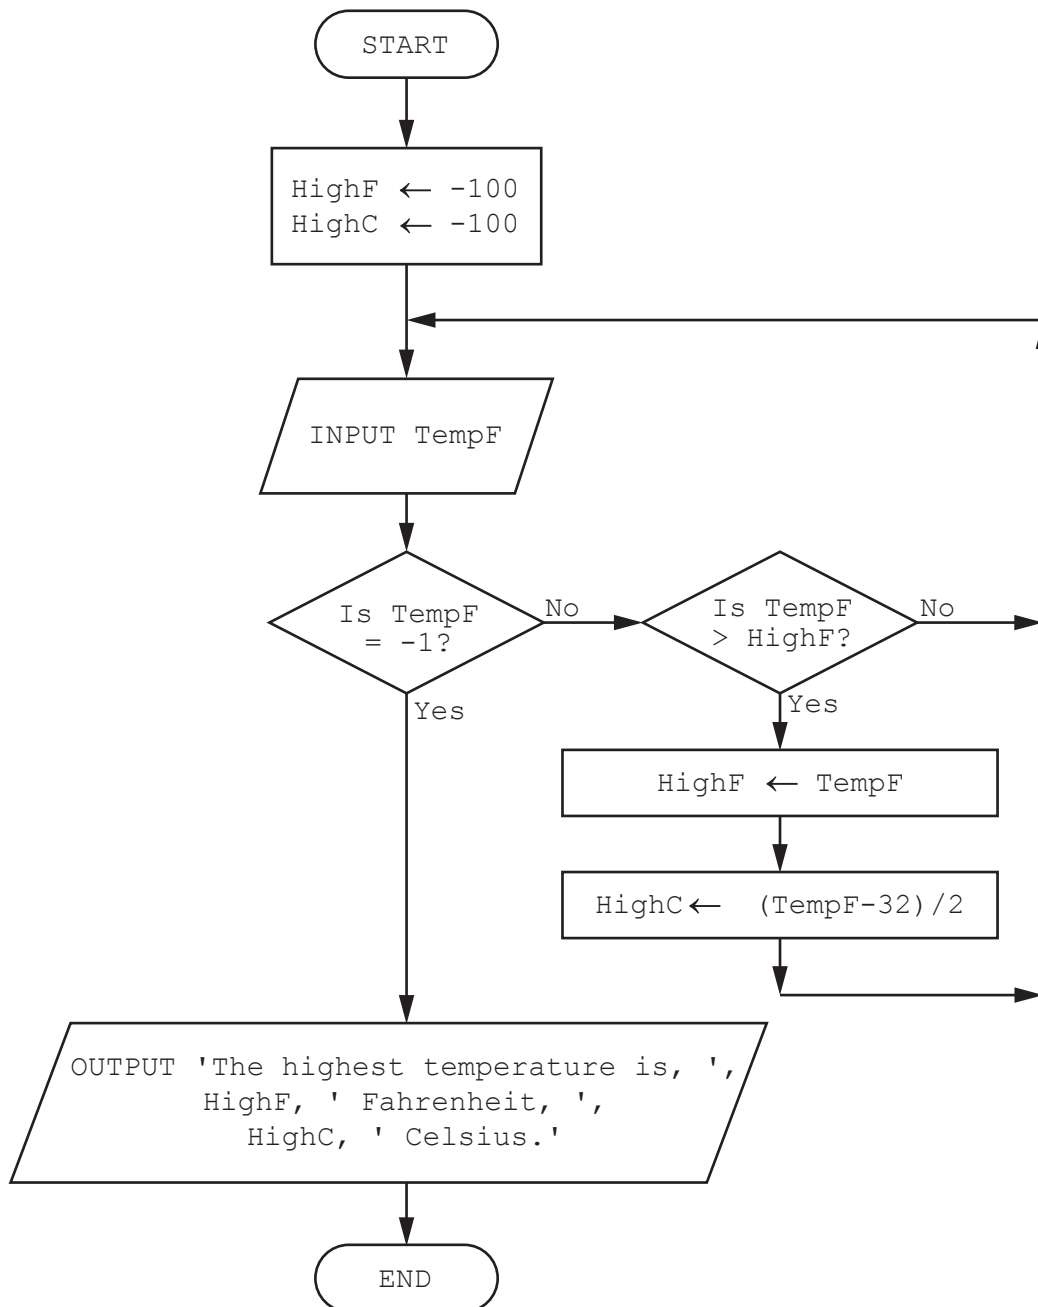 START
HighF ← -100
HighC ← -100
INPUT TempF
Is TempF
= -1?
No
Is TempF
> HighF?
No
Yes
Yes
HighF ← TempF
HighC← (TempF-32)/2
OUTPUT 'The highest temperature is, ',
HighF, ' Fahrenheit, ',
HighC, ' Celsius.'
END